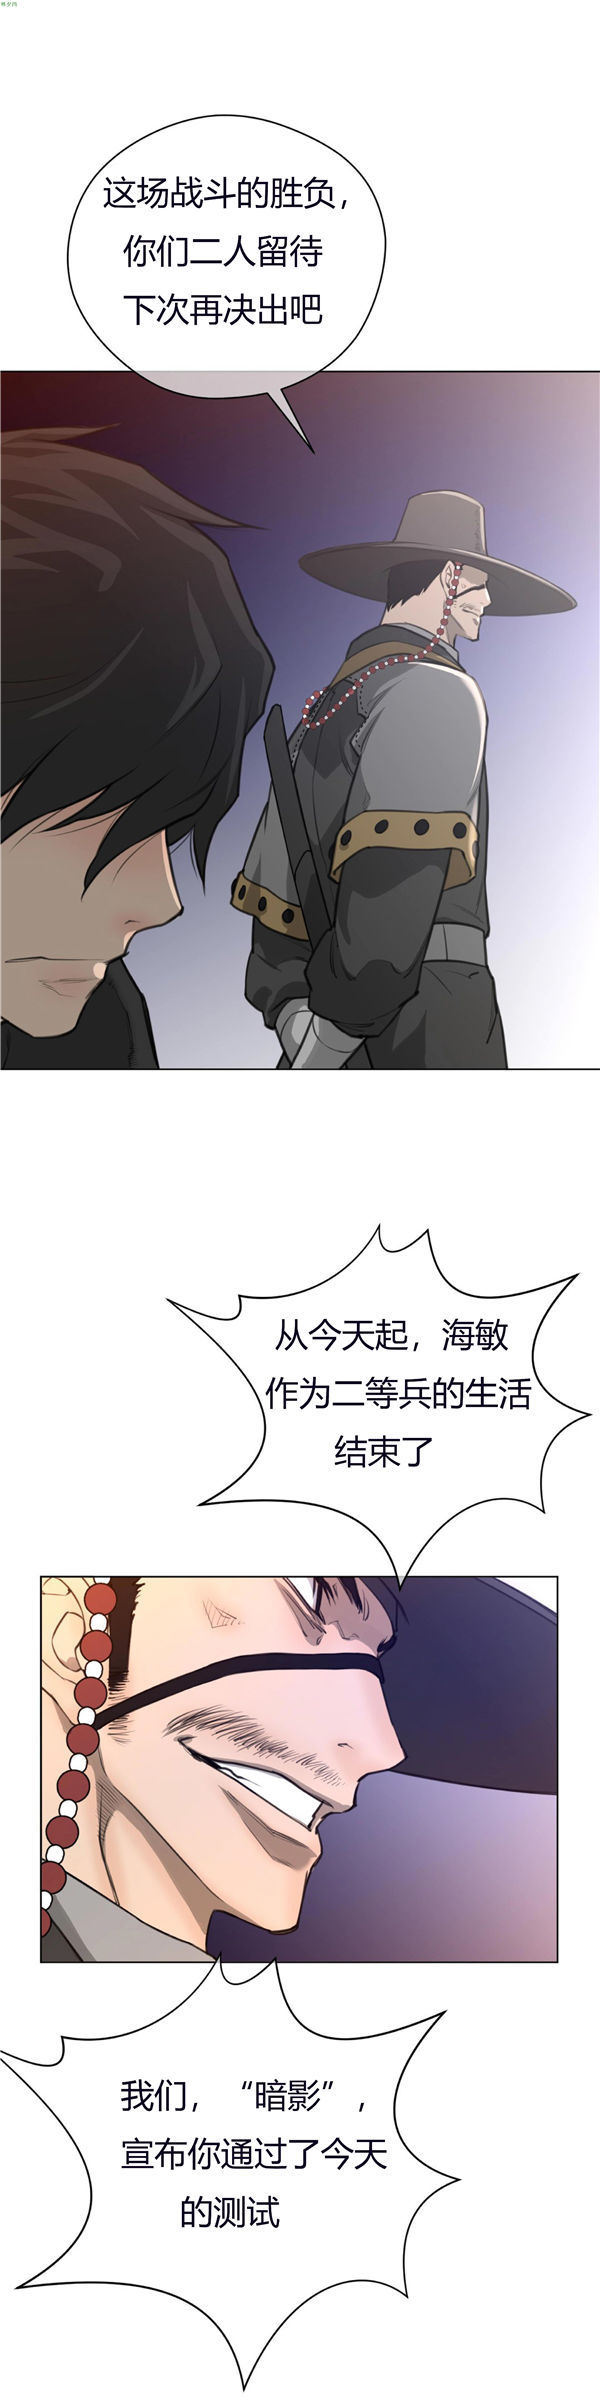 这场战斗的胜负，
你们二人留待
下次再决出吧
从今天起，海敏
作为二等兵的生活
结束了
我们，“暗影”，
宣布你通过了今天
的测试